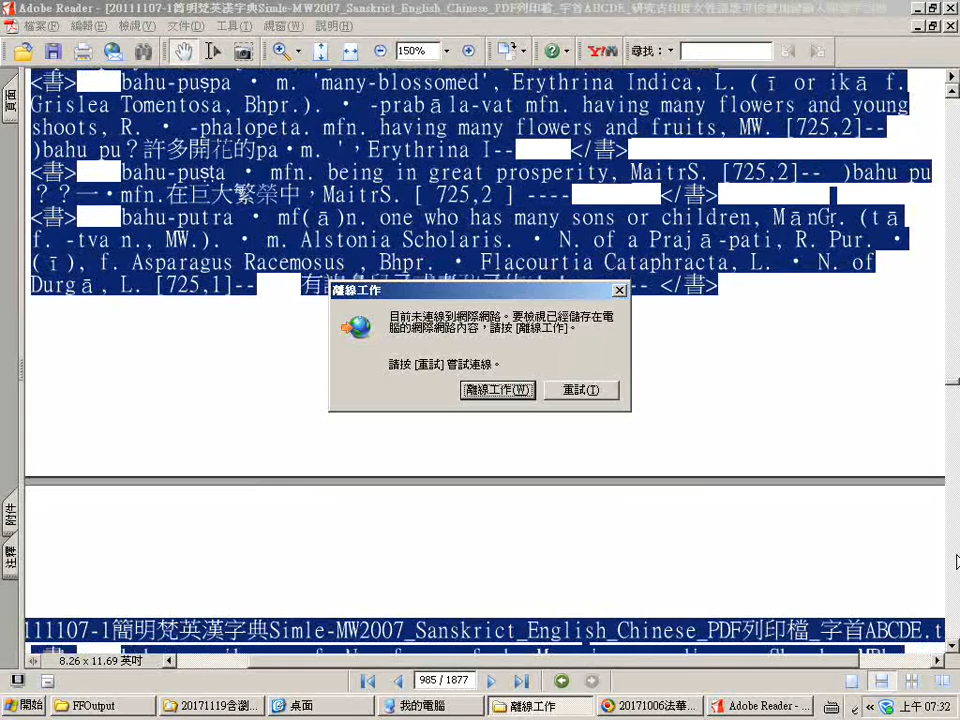 Adobe Reader - [20111107-1簡明梵英漢字典Simle-MW2007_Sanskrict_English_Chinese_PDF列印檔_字首ABCDE_研究古印度
檔案(F) 編輯(E) 檢視(V) 文件(D) 工具(T) 視窗(W) 說明(H)
150% 尋找:
頁面
<書> bahu-puṣpa • m. 'many-blossomed', Erythrina Indica, L. (ī or ikā f.
Grislea Tomentosa, Bhpr.). • -prabāla-vat mfn. having many flowers and young
shoots, R. • -phalopeta. mfn. having many flowers and fruits, MW. [725,2]--
)bahu pu？許多開花的pa•m. '，Erythrina I-- </書>
<書> bahu-puṣṭa • mfn. being in great prosperity, MaitrS. [725,2]-- )bahu pu
？？一•mfn.在巨大繁榮中，MaitrS. [ 725,2 ] ---- </書>
<書> bahu-putra • mf(ā)n. one who has many sons or children, MānGṛ. (tā
f. -tva n., MW.). • m. Alstonia Scholaris. • N. of a Prajā-pati, R. Pur. •
(ī), f. Asparagus Racemosus , Bhpr. • Flacourtia Cataphracta, L. • N. of
Durgā, L. [725,1]-- -- </書>
離線工作
目前未連線到網際網路。要檢視已經儲存在電
腦的網際網路內容，請按 [離線工作]。
請按 [重試] 嘗試連線。
離線工作(W) 重試(T)
附件
注釋
111107-1簡明梵英漢字典Simle-MW2007_Sanskrict_English_Chinese_PDF列印檔_字首ABCDE.t
8.26 x 11.69 英吋
985 / 1877
開始 FFOutput 20171119含瀏... 桌面 我的電腦 離線工作 20171006法華... Adobe Reader - ... 上午 07:32